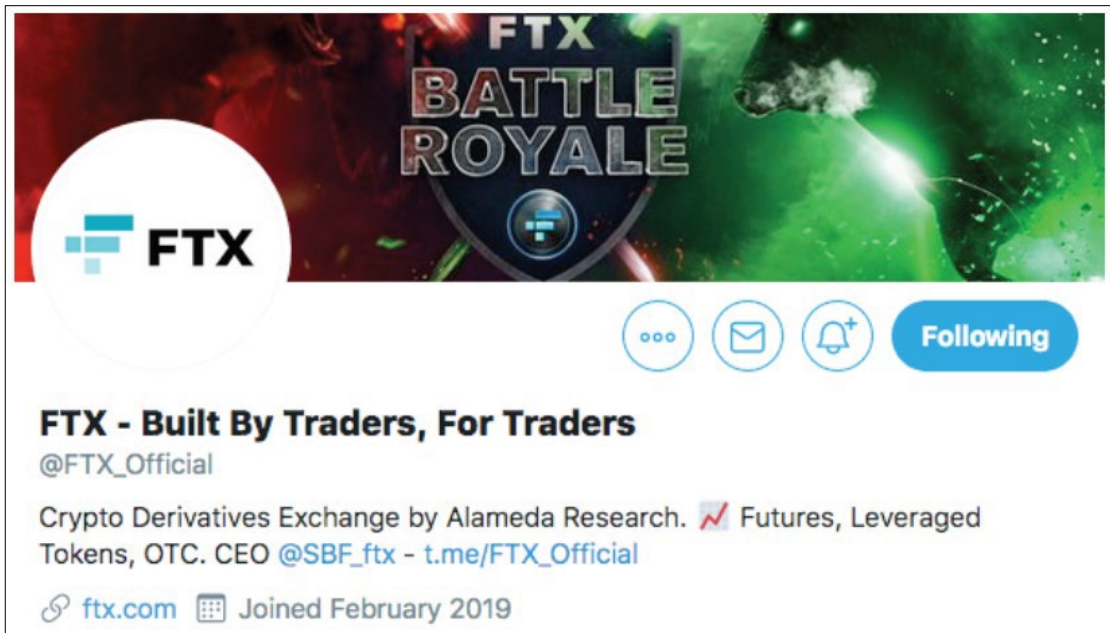 FTX
BATTLE
ROYALE
FTX
Following
FTX - Built By Traders, For Traders
@FTX_Official
Crypto Derivatives Exchange by Alameda Research. 📈 Futures, Leveraged
Tokens, OTC. CEO @SBF_ftx - t.me/FTX_Official
ftx.com Joined February 2019